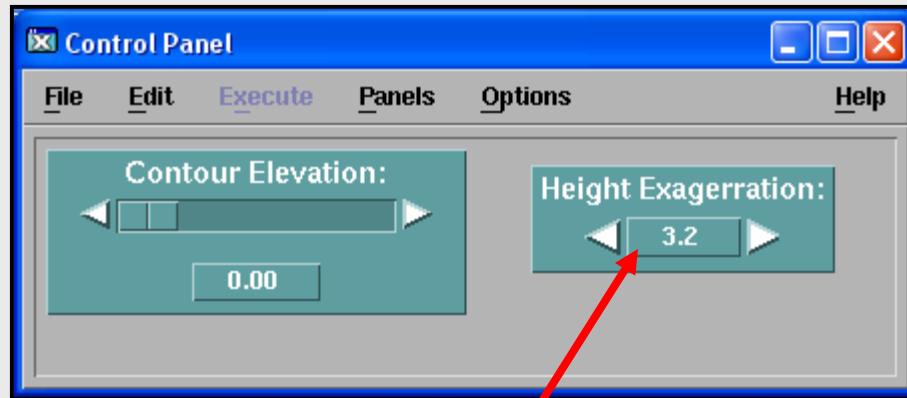 Control Panel
File Edit Execute Panels Options Help
Contour Elevation:
0.00
Height Exagerration:
3.2